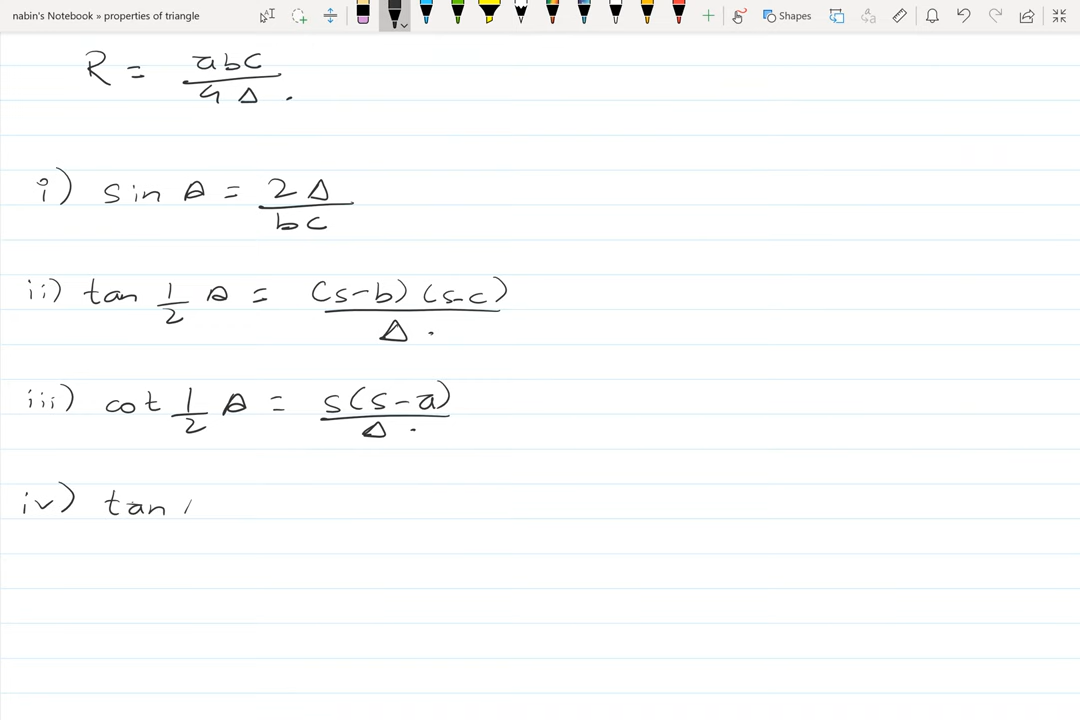 nabin's Notebook » properties of triangle
Shapes
R = abc / 4Δ.
i) sin A = 2Δ / bc
ii) tan 1/2 A = (s-b)(s-c) / Δ.
iii) cot 1/2 A = s(s-a) / Δ.
iv) tan